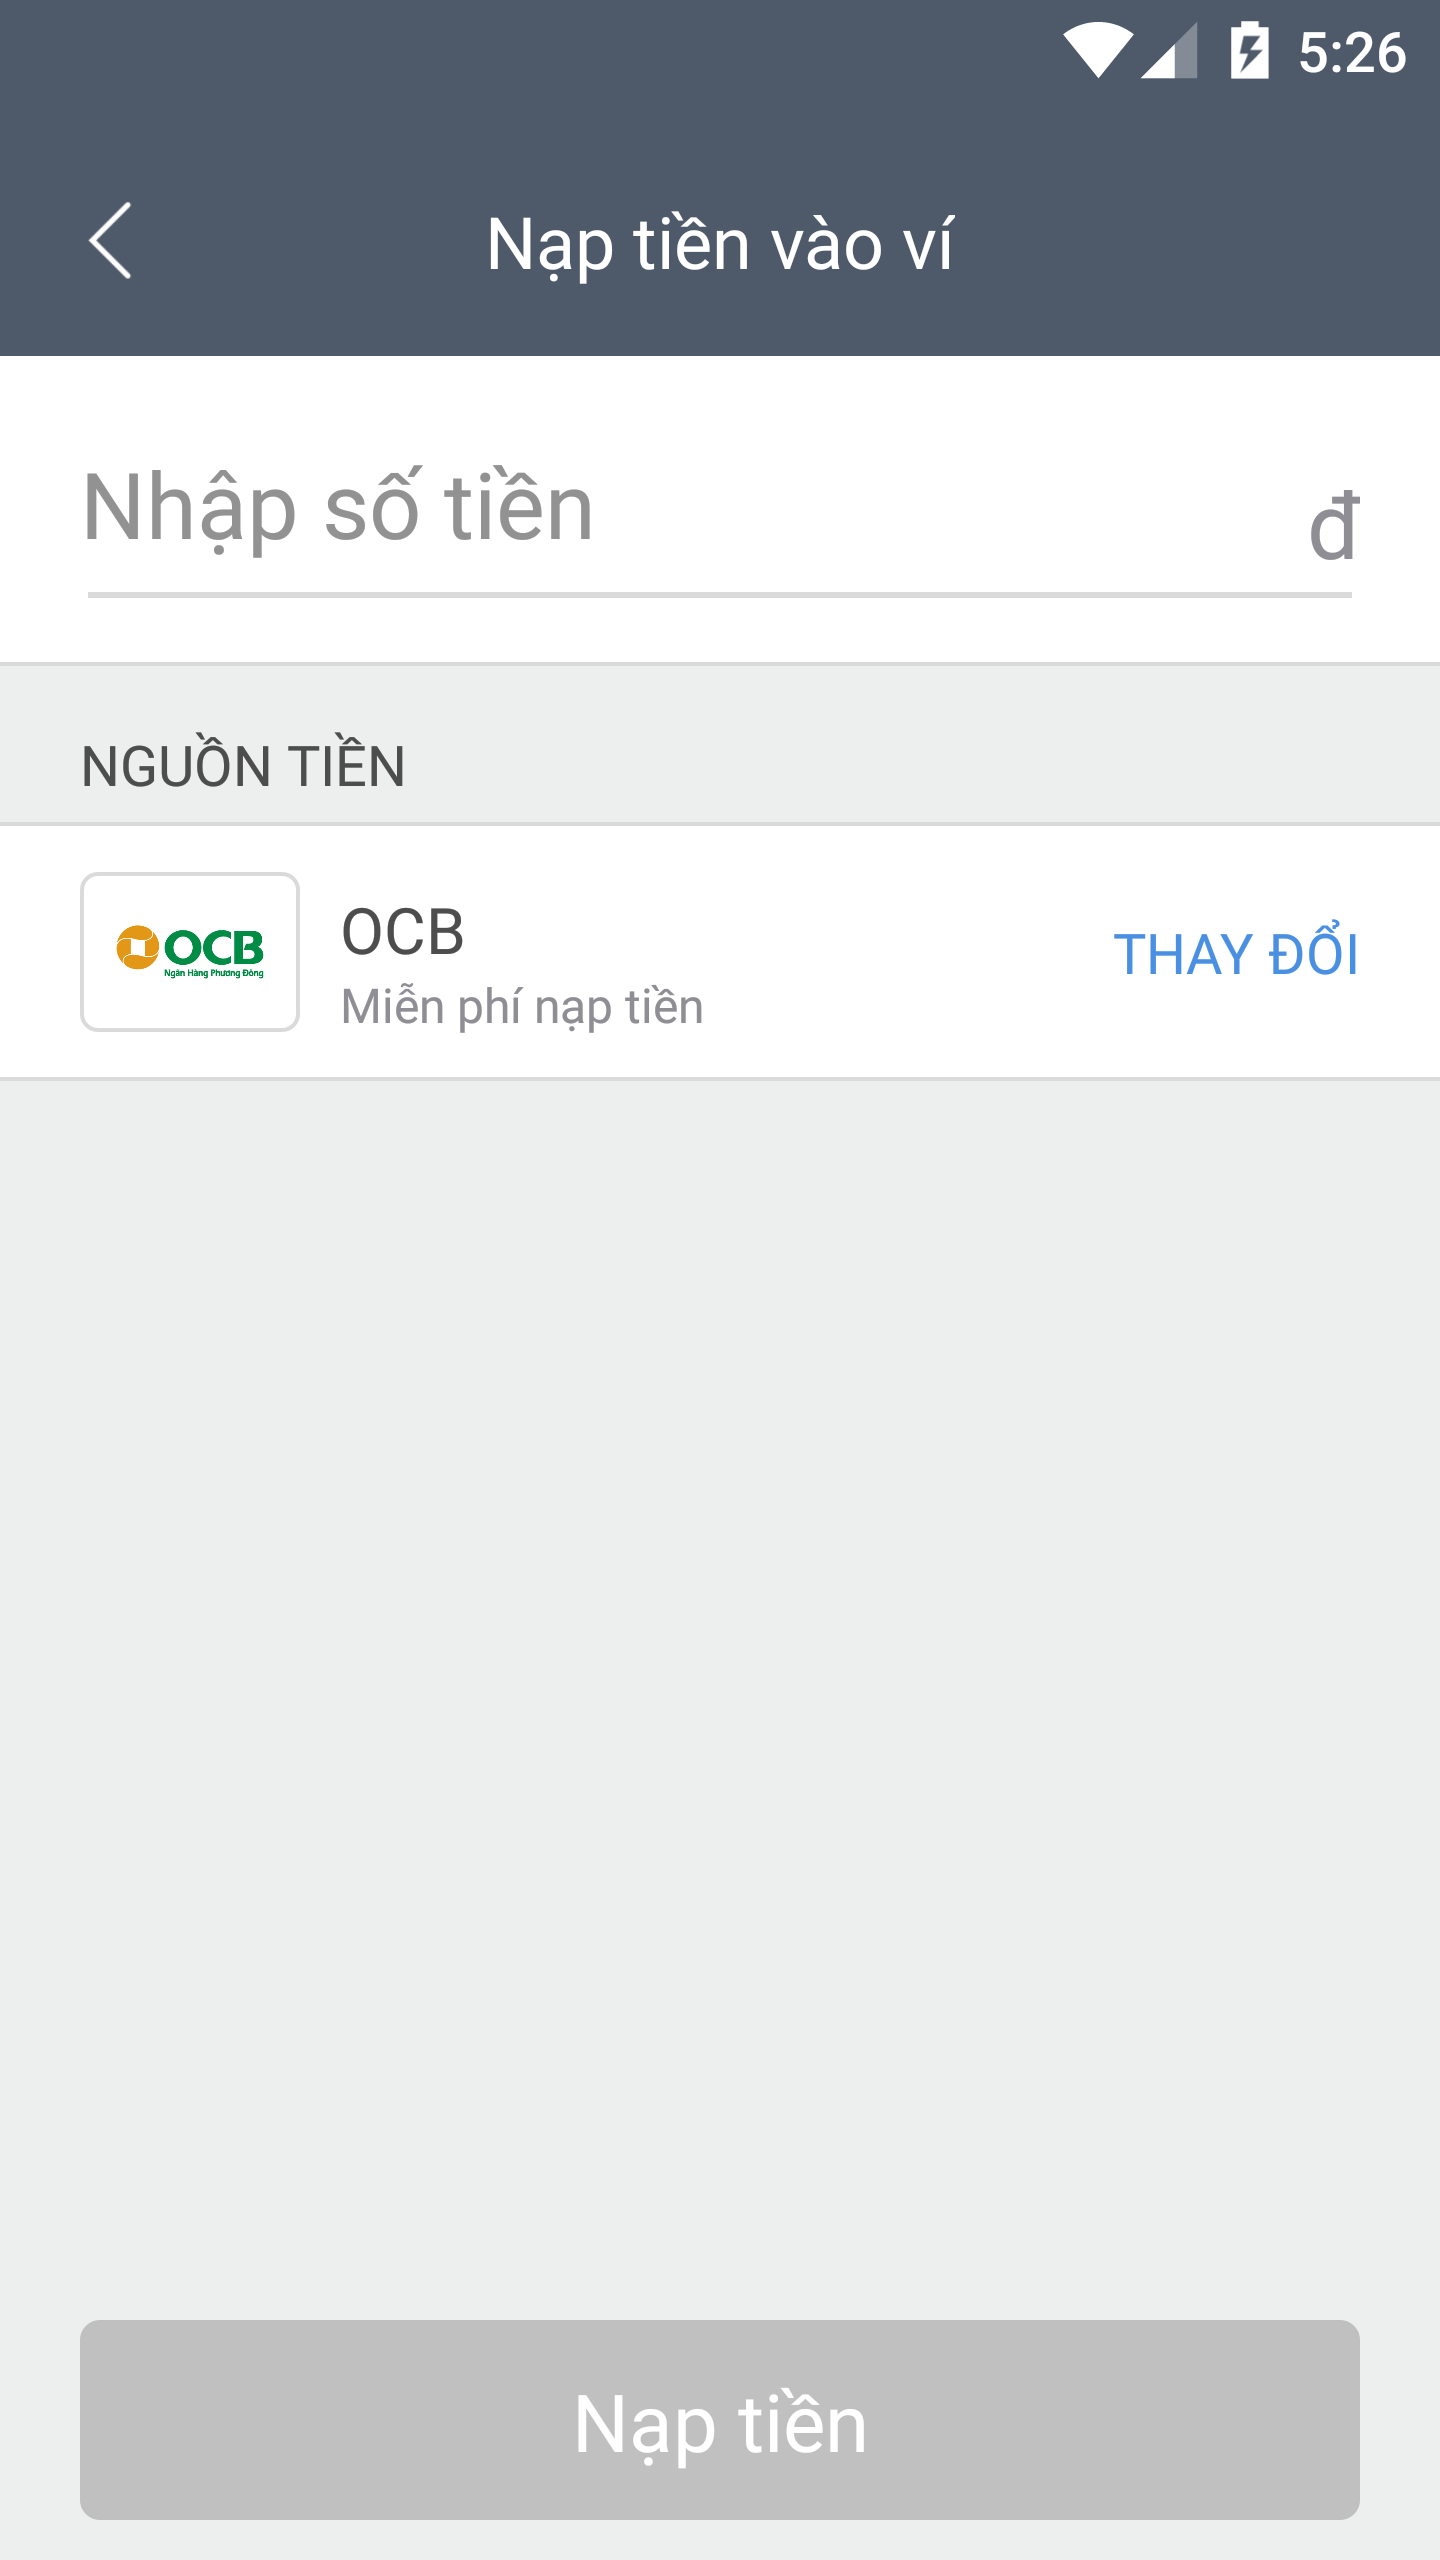 5:26
Nạp tiền vào ví
Nhập số tiền
đ
NGUỒN TIỀN
OCB
Ngân Hàng Phương Đông
OCB
THAY ĐỔI
Miễn phí nạp tiền
Nạp tiền